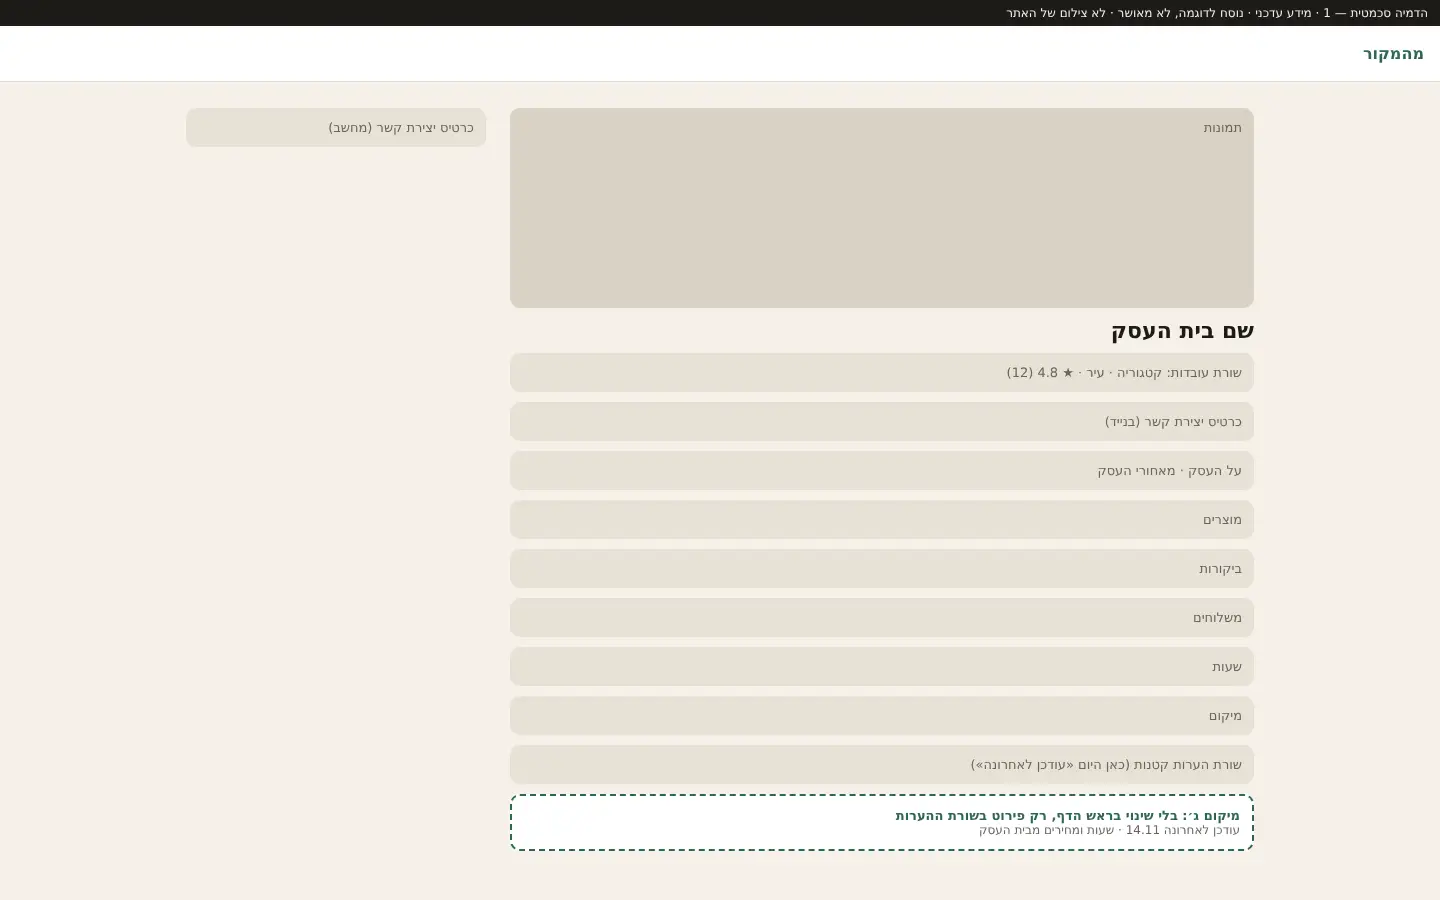 הדמיה סכמטית — 1 · מידע עדכני · נוסח לדוגמה, לא מאושר · לא צילום של האתר
מהמקור
תמונות
כרטיס יצירת קשר (מחשב)
שם בית העסק
שורת עובדות: קטגוריה · עיר · ★ 4.8 (12)
כרטיס יצירת קשר (בנייד)
על העסק · מאחורי העסק
מוצרים
ביקורות
משלוחים
שעות
מיקום
שורת הערות קטנות (כאן היום «עודכן לאחרונה»)
מיקום ג׳: בלי שינוי בראש הדף, רק פירוט בשורת ההערות
עודכן לאחרונה 14.11 · שעות ומחירים מבית העסק